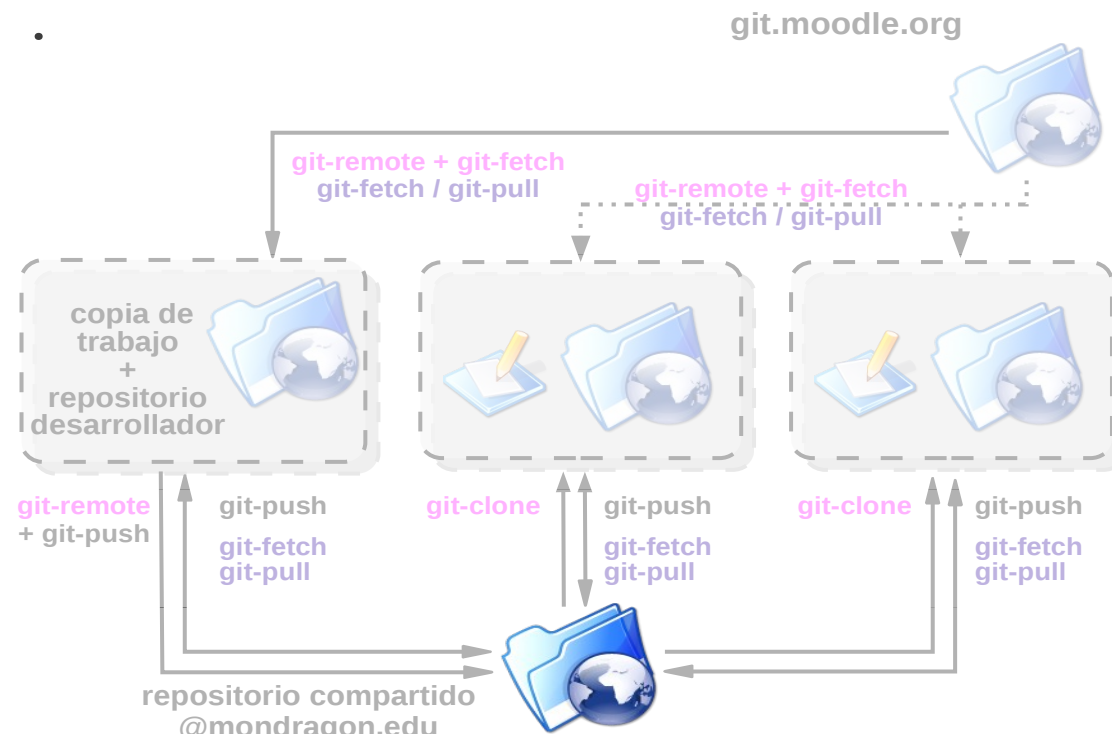 git.moodle.org
git-remote + git-fetch
git-fetch / git-pull
git-remote + git-fetch
git-fetch / git-pull
copia de
trabajo
+
repositorio
desarrollador
git-remote
+ git-push
git-push
git-fetch
git-pull
git-clone
git-push
git-fetch
git-pull
git-clone
git-push
git-fetch
git-pull
repositorio compartido
@mondragon.edu